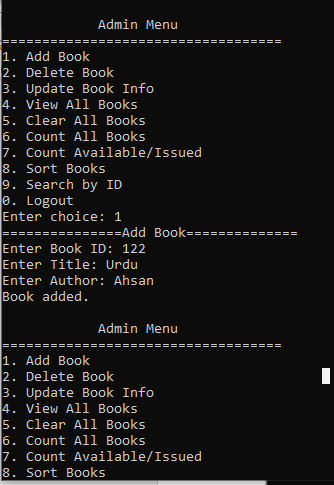 Admin Menu
===================================
1. Add Book
2. Delete Book
3. Update Book Info
4. View All Books
5. Clear All Books
6. Count All Books
7. Count Available/Issued
8. Sort Books
9. Search by ID
0. Logout
Enter choice: 1
===============Add Book==============
Enter Book ID: 122
Enter Title: Urdu
Enter Author: Ahsan
Book added.
Admin Menu
===================================
1. Add Book
2. Delete Book
3. Update Book Info
4. View All Books
5. Clear All Books
6. Count All Books
7. Count Available/Issued
8. Sort Books